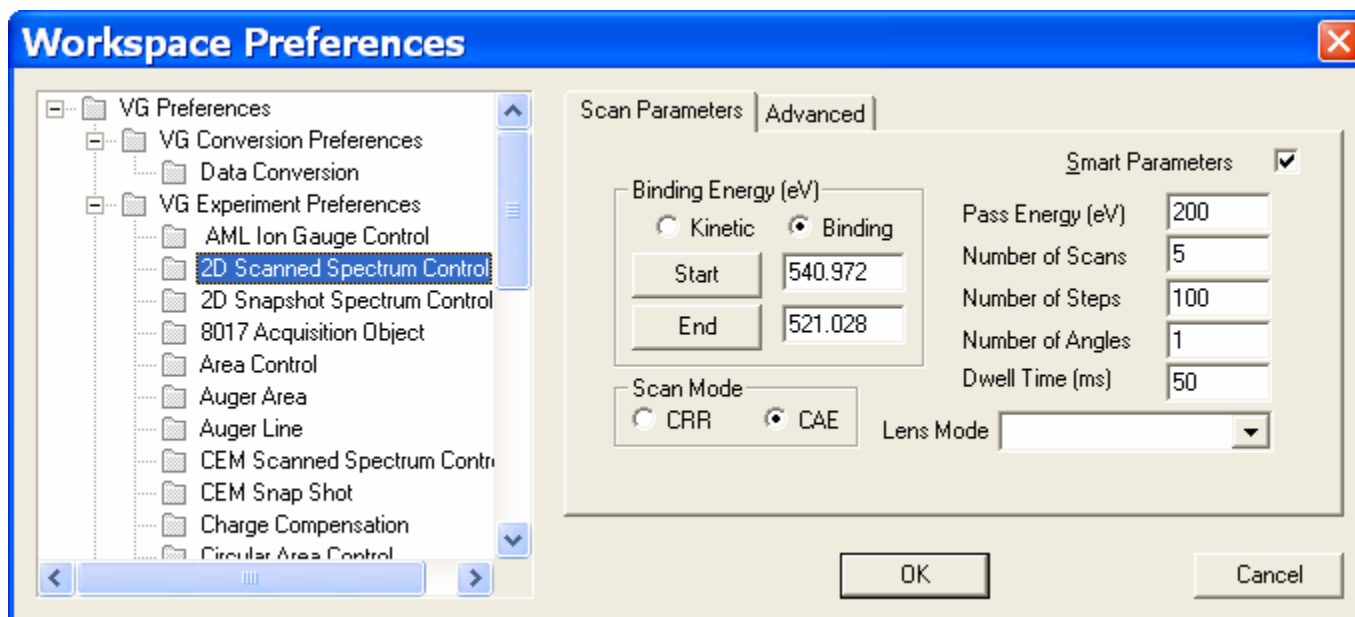 Workspace Preferences
VG Preferences
VG Conversion Preferences
Data Conversion
VG Experiment Preferences
AML Ion Gauge Control
2D Scanned Spectrum Control
2D Snapshot Spectrum Control
8017 Acquisition Object
Area Control
Auger Area
Auger Line
CEM Scanned Spectrum Contr
CEM Snap Shot
Charge Compensation
Circular Area Control
Scan Parameters
Advanced
Smart Parameters
Binding Energy (eV)
Kinetic
Binding
Start 540.972
End 521.028
Scan Mode
CRR
CAE
Pass Energy (eV) 200
Number of Scans 5
Number of Steps 100
Number of Angles 1
Dwell Time (ms) 50
Lens Mode
OK
Cancel